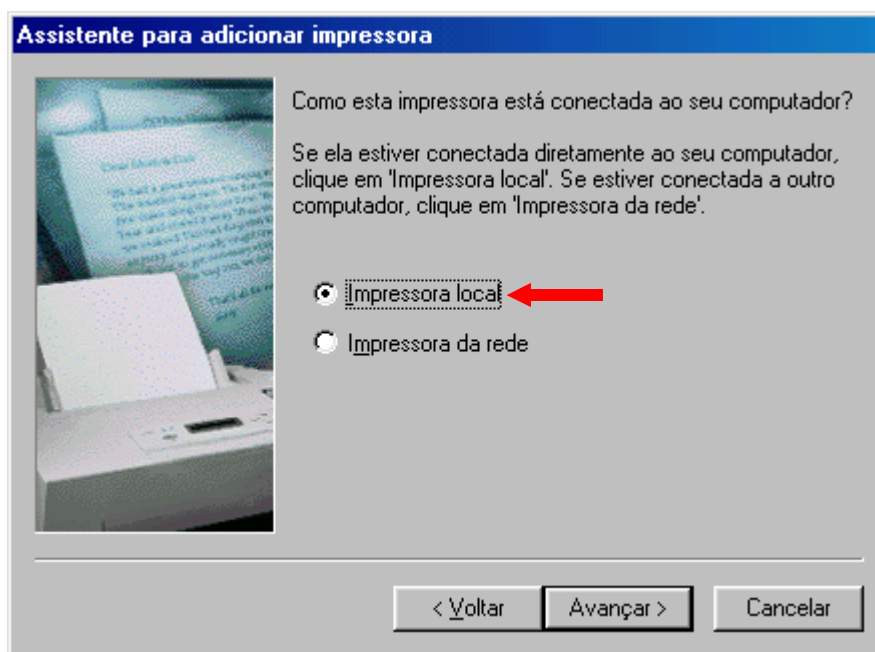 Assistente para adicionar impressora
Como esta impressora está conectada ao seu computador?
Se ela estiver conectada diretamente ao seu computador,
clique em 'Impressora local'. Se estiver conectada a outro
computador, clique em 'Impressora da rede'.
Impressora local
Impressora da rede
< Voltar
Avançar >
Cancelar